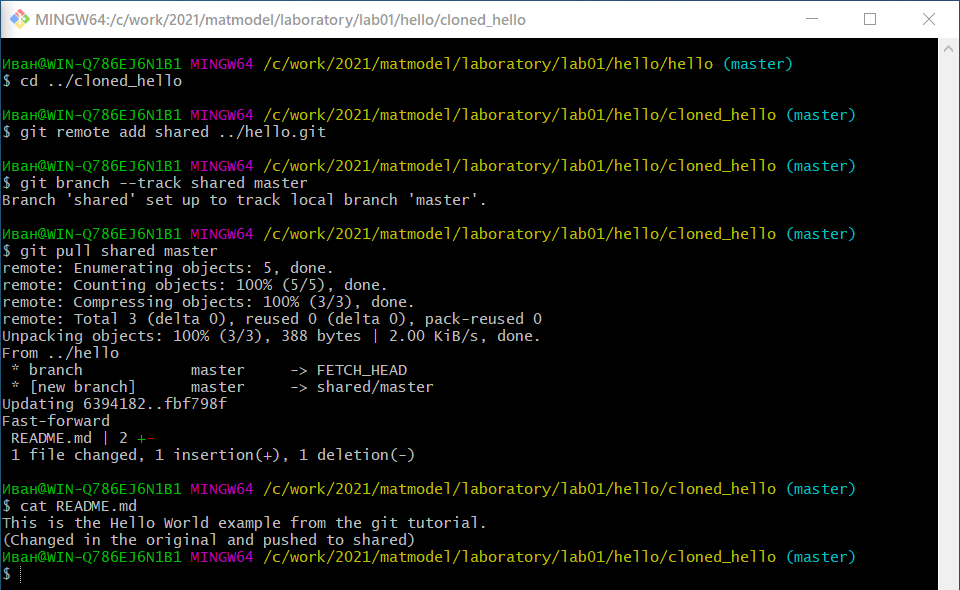 MINGW64:/c/work/2021/matmodel/laboratory/lab01/hello/cloned_hello
Иван@WIN-Q786EJ6N1B1 MINGW64 /c/work/2021/matmodel/laboratory/lab01/hello/hello (master)
$ cd ../cloned_hello
Иван@WIN-Q786EJ6N1B1 MINGW64 /c/work/2021/matmodel/laboratory/lab01/hello/cloned_hello (master)
$ git remote add shared ../hello.git
Иван@WIN-Q786EJ6N1B1 MINGW64 /c/work/2021/matmodel/laboratory/lab01/hello/cloned_hello (master)
$ git branch --track shared master
Branch 'shared' set up to track local branch 'master'.
Иван@WIN-Q786EJ6N1B1 MINGW64 /c/work/2021/matmodel/laboratory/lab01/hello/cloned_hello (master)
$ git pull shared master
remote: Enumerating objects: 5, done.
remote: Counting objects: 100% (5/5), done.
remote: Compressing objects: 100% (3/3), done.
remote: Total 3 (delta 0), reused 0 (delta 0), pack-reused 0
Unpacking objects: 100% (3/3), 388 bytes | 2.00 KiB/s, done.
From ../hello
 * branch            master     -> FETCH_HEAD
 * [new branch]      master     -> shared/master
Updating 6394182..fbf798f
Fast-forward
 README.md | 2 +-
 1 file changed, 1 insertion(+), 1 deletion(-)
Иван@WIN-Q786EJ6N1B1 MINGW64 /c/work/2021/matmodel/laboratory/lab01/hello/cloned_hello (master)
$ cat README.md
This is the Hello World example from the git tutorial.
(Changed in the original and pushed to shared)
Иван@WIN-Q786EJ6N1B1 MINGW64 /c/work/2021/matmodel/laboratory/lab01/hello/cloned_hello (master)
$